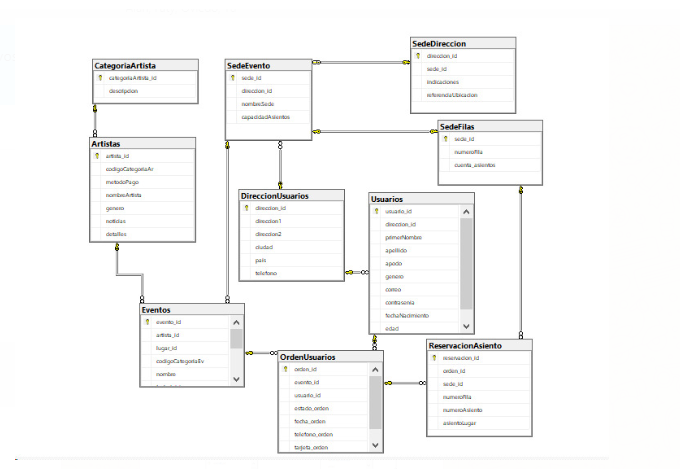 CategoriaArtista
categoriaArtista_id
descripcion
SedeEvento
sede_id
direccion_id
nombreSede
capacidadAsientos
SedeDireccion
direccion_id
sede_id
indicaciones
referenciaUbicacion
SedeFilas
sede_id
numeroFila
cuenta_asientos
Artistas
artista_id
codigoCategoriaAr
metodoPago
nombreArtista
genero
noticias
detalles
DireccionUsuarios
direccion_id
direccion1
direccion2
ciudad
pais
telefono
Usuarios
usuario_id
direccion_id
primerNombre
apellido
apodo
genero
correo
contrasenia
fechaNacimiento
edad
Eventos
evento_id
artista_id
lugar_id
codigoCategoriaEv
nombre
OrdenUsuarios
orden_id
evento_id
usuario_id
estado_orden
fecha_orden
telefono_orden
tarjeta_orden
ReservacionAsiento
reservacion_id
orden_id
sede_id
numeroFila
numeroAsiento
asientoLugar